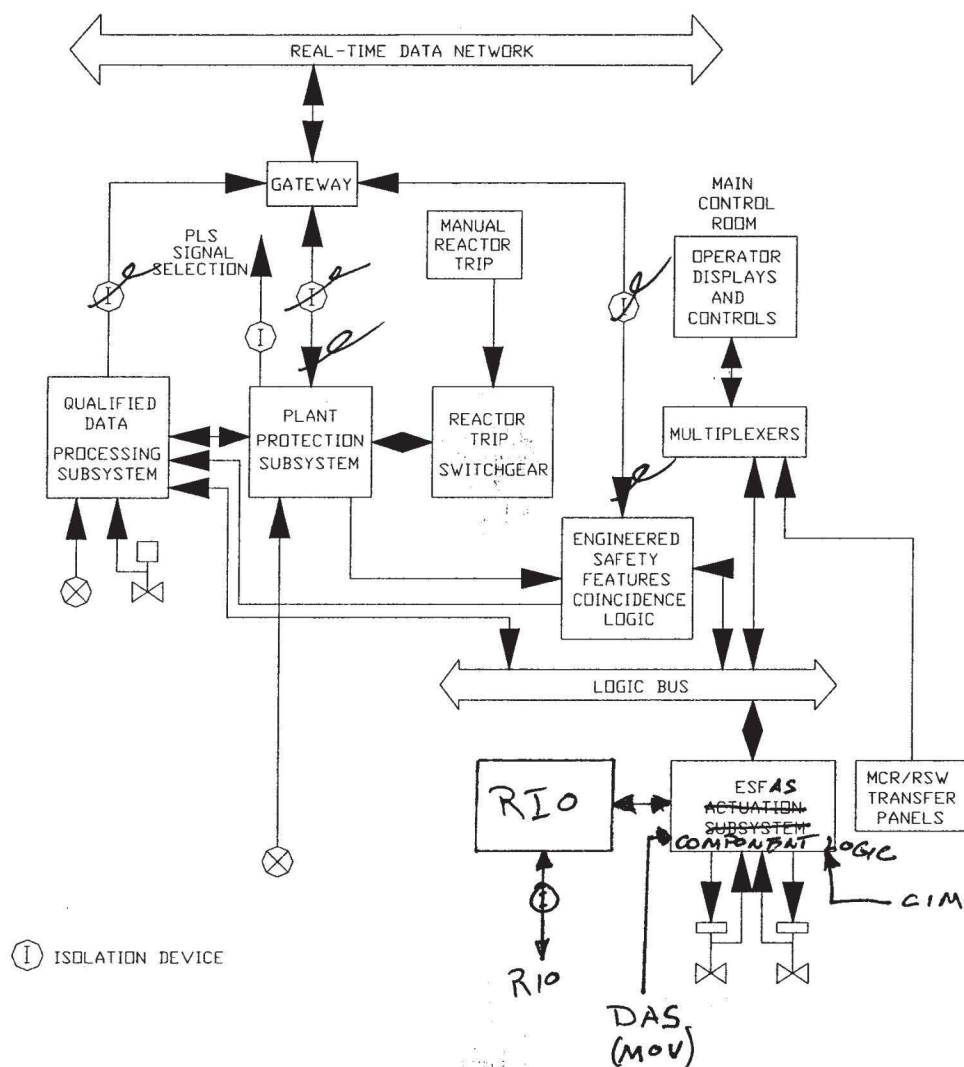 REAL-TIME DATA NETWORK
GATEWAY
PLS
SIGNAL
SELECTION
MANUAL
REACTOR
TRIP
MAIN
CONTROL
ROOM
OPERATOR
DISPLAYS
AND
CONTROLS
I
I
I
I
QUALIFIED
DATA
PROCESSING
SUBSYSTEM
PLANT
PROTECTION
SUBSYSTEM
REACTOR
TRIP
SWITCHGEAR
MULTIPLEXERS
ENGINEERED
SAFETY
FEATURES
COINCIDENCE
LOGIC
LOGIC BUS
RIO
ESFAS
ACTUATION
SUBSYSTEM
COMPONENT LOGIC
MCR/RSW
TRANSFER
PANELS
CIM
I
RIO
I ISOLATION DEVICE
DAS
(MOV)